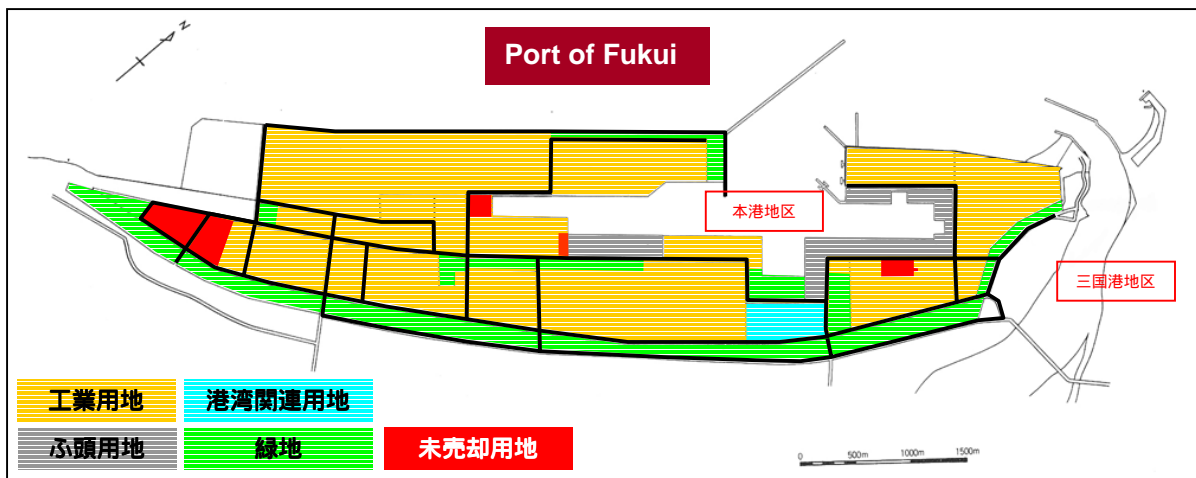 N
Port of Fukui
本港地区
三国港地区
工業用地
港湾関連用地
ふ頭用地
緑地
未売却用地
0 500m 1000m 1500m